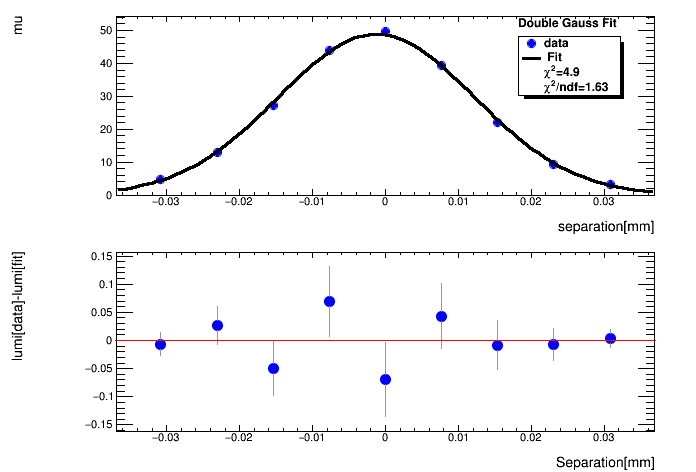 Double Gauss Fit
mu
data
Fit
χ²=4.9
χ²/ndf=1.63
50
40
30
20
10
0
−0.03 −0.02 −0.01 0 0.01 0.02 0.03
separation[mm]
lumi[data]-lumi[fit]
0.15
0.1
0.05
0
−0.05
−0.1
−0.15
−0.03 −0.02 −0.01 0 0.01 0.02 0.03
Separation[mm]